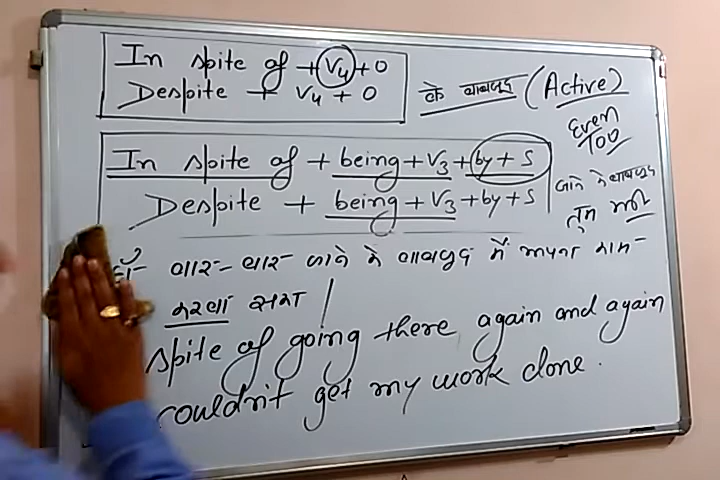 In spite of + V4 + O
Despite + V4 + O
के बावजूद (Active)
Even
Too
In spite of + being + V3 + by + S
Despite + being + V3 + by + S
जाने के बावजूद
तुम भी
वहाँ बार-बार जाने के बावजूद मैं अपना काम
करवा सका
spite of going there again and again
couldn't get my work done.